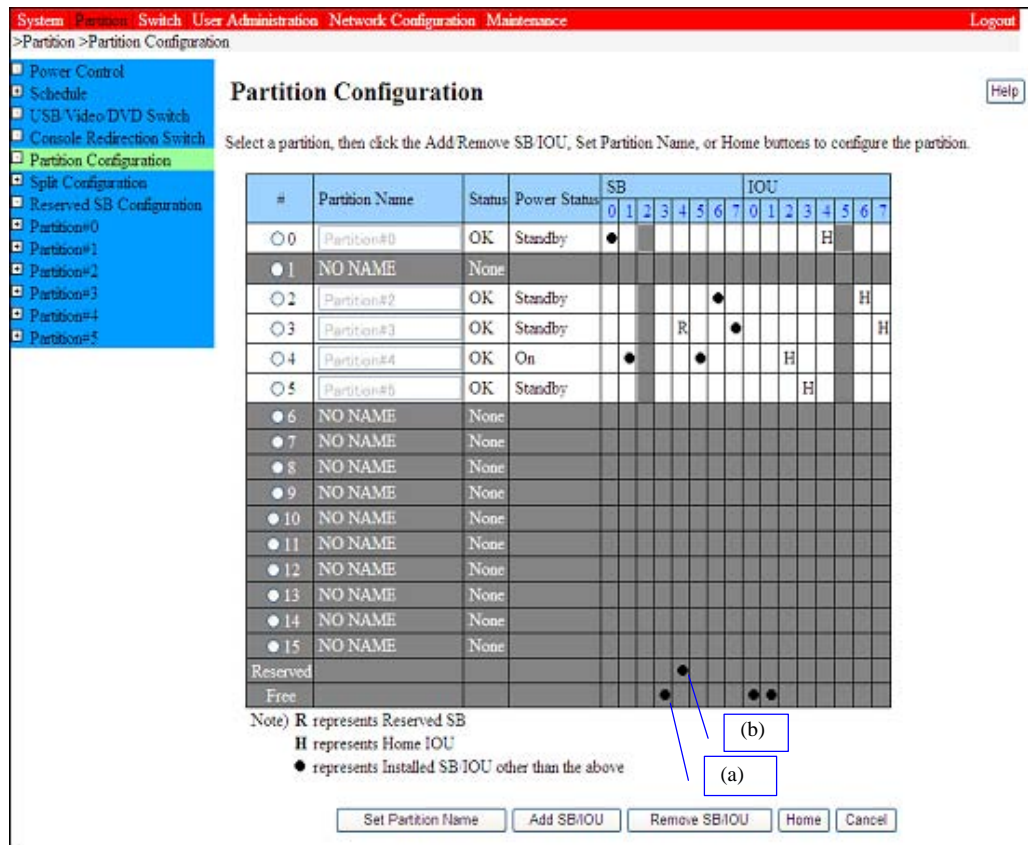 System Partition Switch User Administration Network Configuration Maintenance Logout
>Partition >Partition Configuration
Power Control
Schedule
USB/Video/DVD Switch
Console Redirection Switch
Partition Configuration
Split Configuration
Reserved SB Configuration
Partition#0
Partition#1
Partition#2
Partition#3
Partition#4
Partition#5
Partition Configuration
Help
Select a partition, then click the Add/Remove SB/IOU, Set Partition Name, or Home buttons to configure the partition.
# Partition Name Status Power Status SB IOU
0 1 2 3 4 5 6 7 0 1 2 3 4 5 6 7
0 Partition#0 OK Standby ● H
1 NO NAME None
2 Partition#2 OK Standby ● H
3 Partition#3 OK Standby R ● H
4 Partition#4 OK On ● ● H
5 Partition#5 OK Standby H
6 NO NAME None
7 NO NAME None
8 NO NAME None
9 NO NAME None
10 NO NAME None
11 NO NAME None
12 NO NAME None
13 NO NAME None
14 NO NAME None
15 NO NAME None
Reserved ●
Free ● ● ●
Note) R represents Reserved SB
H represents Home IOU
● represents Installed SB/IOU other than the above
(b)
(a)
Set Partition Name Add SB/IOU Remove SB/IOU Home Cancel